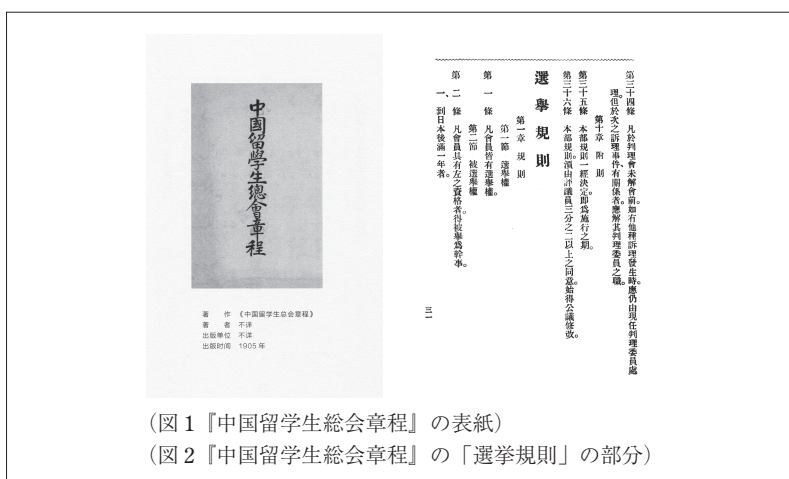 中國留學生總會章程
著　作 《中国留学生总会章程》
著　者 不详
出版单位 不详
出版时间 1905 年
第三十四條　凡於判理會未解會前。如有他種訴理發生時。應仍由現任判理委員會處
理。但於次之訴理事件有關係者。應解其判理委員之職。
第十章　附則
第三十五條　本部規則一經決定。即爲施行之期。
第三十六條　本部規則須由評議員三分之二以上之同意。始得公議修改。
選舉規則
第一章　規則
第一節　選舉權
第一條　凡會員皆有選舉權。
第二節　被選舉權
第二條　凡會員具有左之資格者。得被舉爲幹事。
一、到日本後滿一年者。
三一
(図 1『中国留学生総会章程』の表紙)
(図 2『中国留学生総会章程』の「選挙規則」の部分)